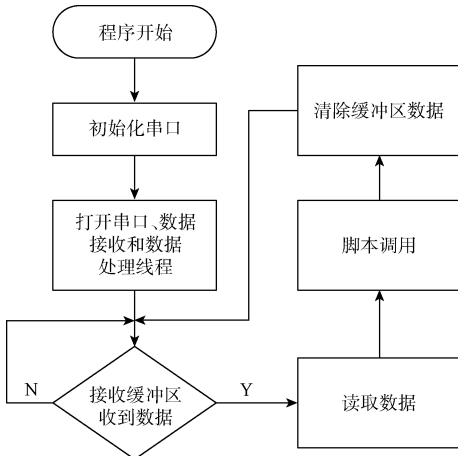 程序开始
初始化串口
打开串口、数据
接收和数据
处理线程
接收缓冲区
收到数据
N
Y
读取数据
脚本调用
清除缓冲区数据